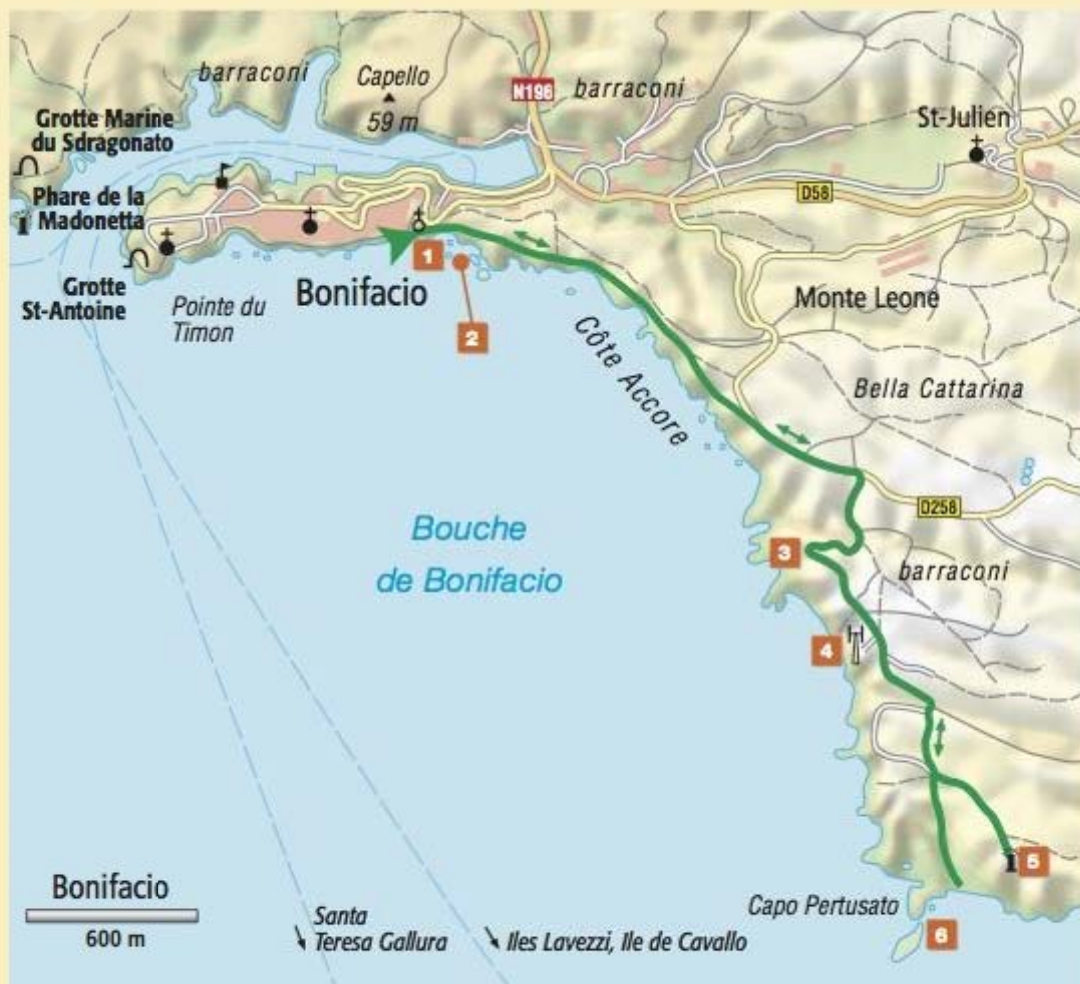 barraconi
Capello
59 m
N196
barraconi
Grotte Marine
du Sdragonato
St-Julien
Phare de la
Madonetta
D58
1
Grotte
St-Antoine
Pointe du
Timon
Bonifacio
2
Monte Leone
Côte Accore
Bella Cattarina
D258
Bouche
de Bonifacio
3
barraconi
4
5
Bonifacio
600 m
Santa
Teresa Gallura
Iles Lavezzi, Ile de Cavallo
Capo Pertusato
6